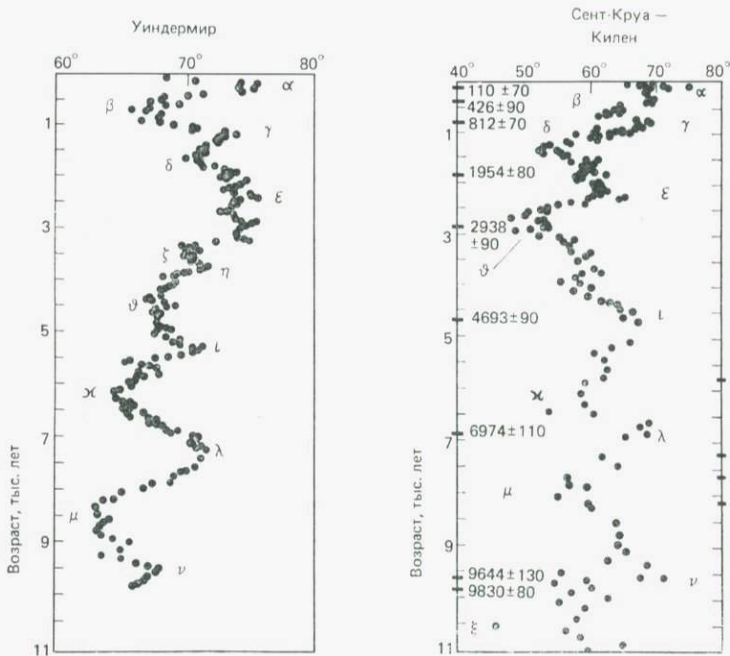 Уиндермир
60° 70° 80°
α
β
1
γ
δ
ε
3
ζ
η
ϑ
5
ι
ϰ
7
λ
μ
9
ν
11
Возраст, тыс. лет
Сент-Круа —
Килен
40° 50° 60° 70° 80°
110 ±70
α
426±90
β
812±70
γ
1
δ
1954±80
ε
2938
±90
3
ϑ
4693±90
ι
5
ϰ
6974±110
7
λ
μ
9
9644±130
ν
9830±80
ξ
11
Возраст, тыс. лет